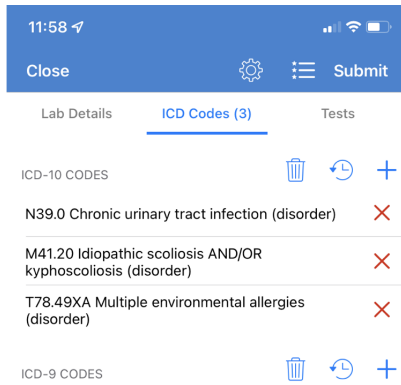 11:58
Close
Submit
Lab Details
ICD Codes (3)
Tests
ICD-10 CODES
N39.0 Chronic urinary tract infection (disorder)
M41.20 Idiopathic scoliosis AND/OR
kyphoscoliosis (disorder)
T78.49XA Multiple environmental allergies
(disorder)
ICD-9 CODES